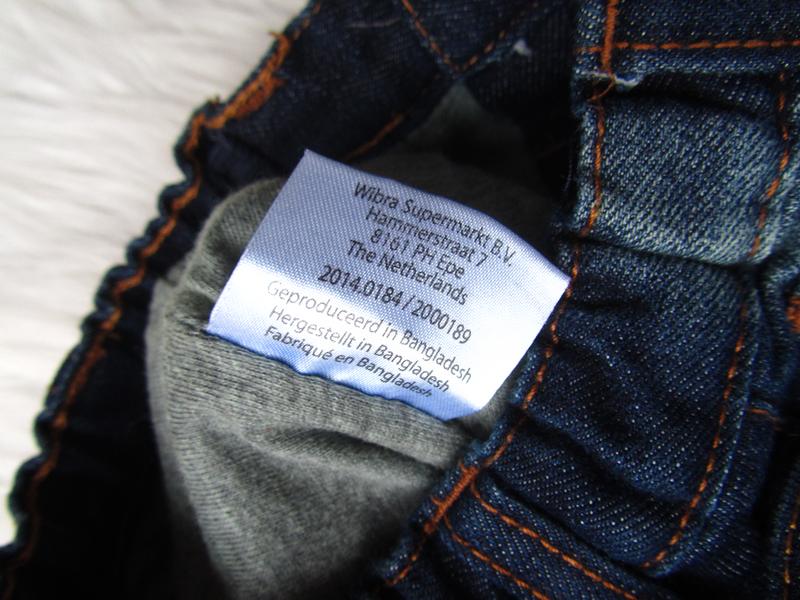 Wibra Supermarkt B.V.
Hammerstraat 7
8161 PH Epe
The Netherlands
2014.0184/2000189
Geproduceerd in Bangladesh
Hergestellt in Bangladesh
Fabriqué en Bangladesh